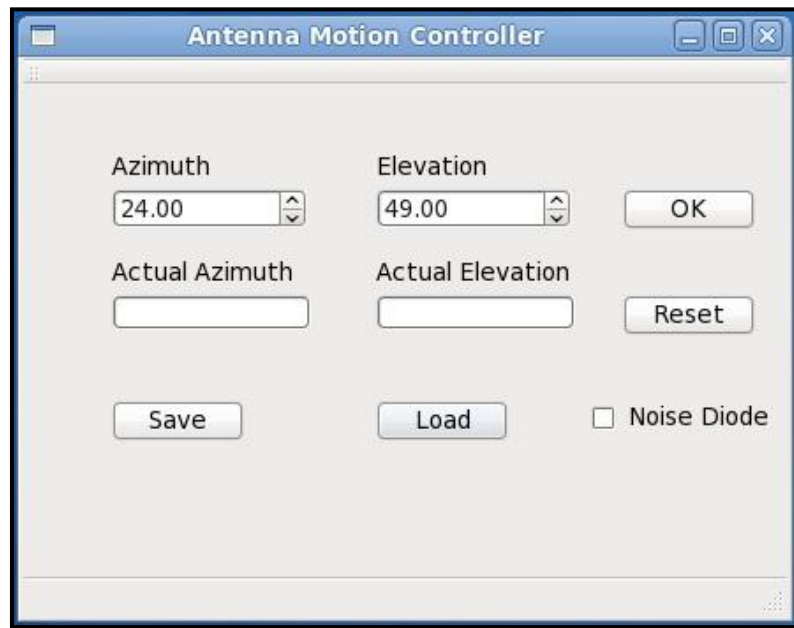 Antenna Motion Controller
Azimuth Elevation
24.00 49.00 OK
Actual Azimuth Actual Elevation
Reset
Save Load Noise Diode